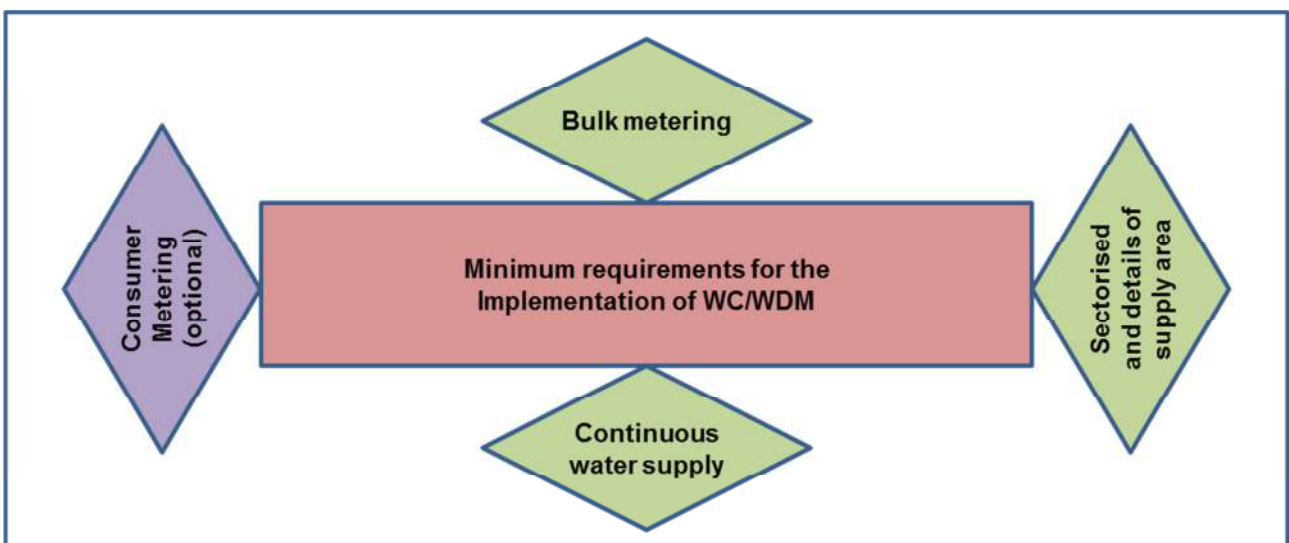 Bulk metering
Consumer
Metering
(optional)
Minimum requirements for the
Implementation of WC/WDM
Sectorised
and details of
supply area
Continuous
water supply